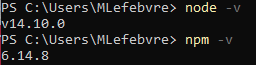 PS C:\Users\MLefebvre> node -v
v14.10.0
PS C:\Users\MLefebvre> npm -v
6.14.8